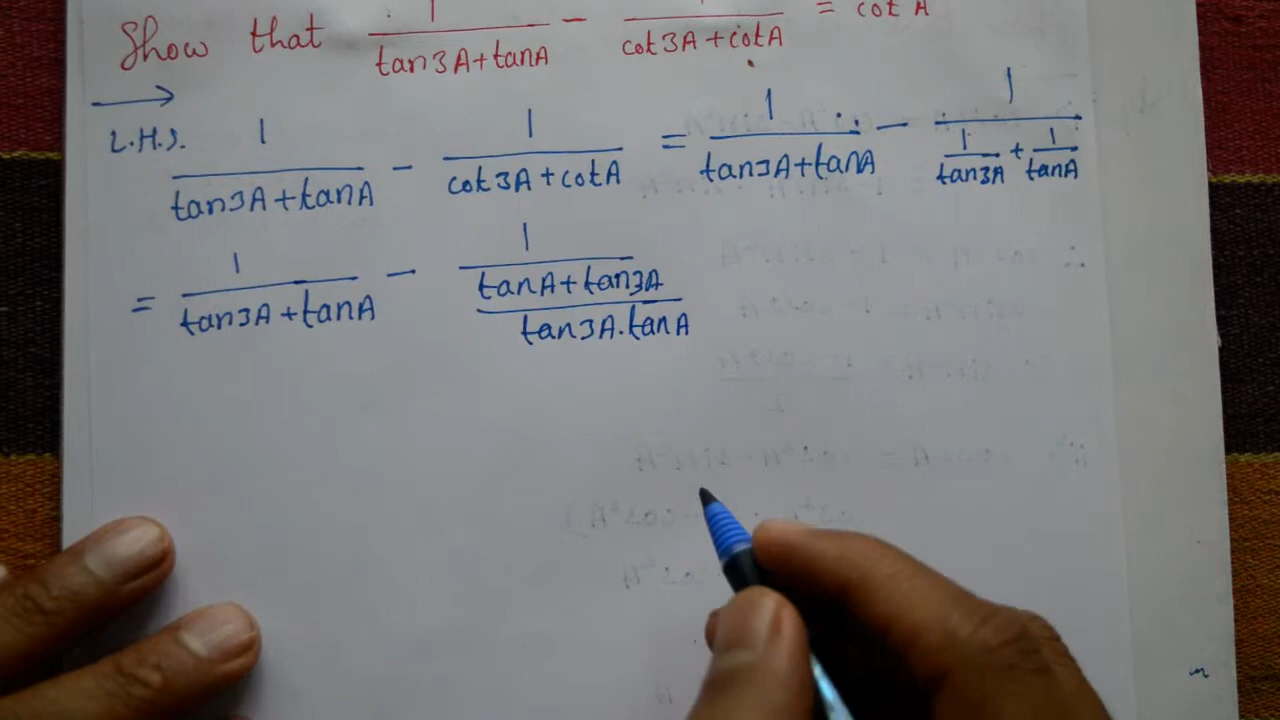 Show that 1/(tan3A+tanA) − 1/(cot3A+cotA) = cot A
L.H.S. 1/(tan3A+tanA) − 1/(cot3A+cotA) = 1/(tan3A+tanA) − 1/(1/tan3A + 1/tanA)
= 1/(tan3A+tanA) − 1/((tanA+tan3A)/(tan3A.tanA))